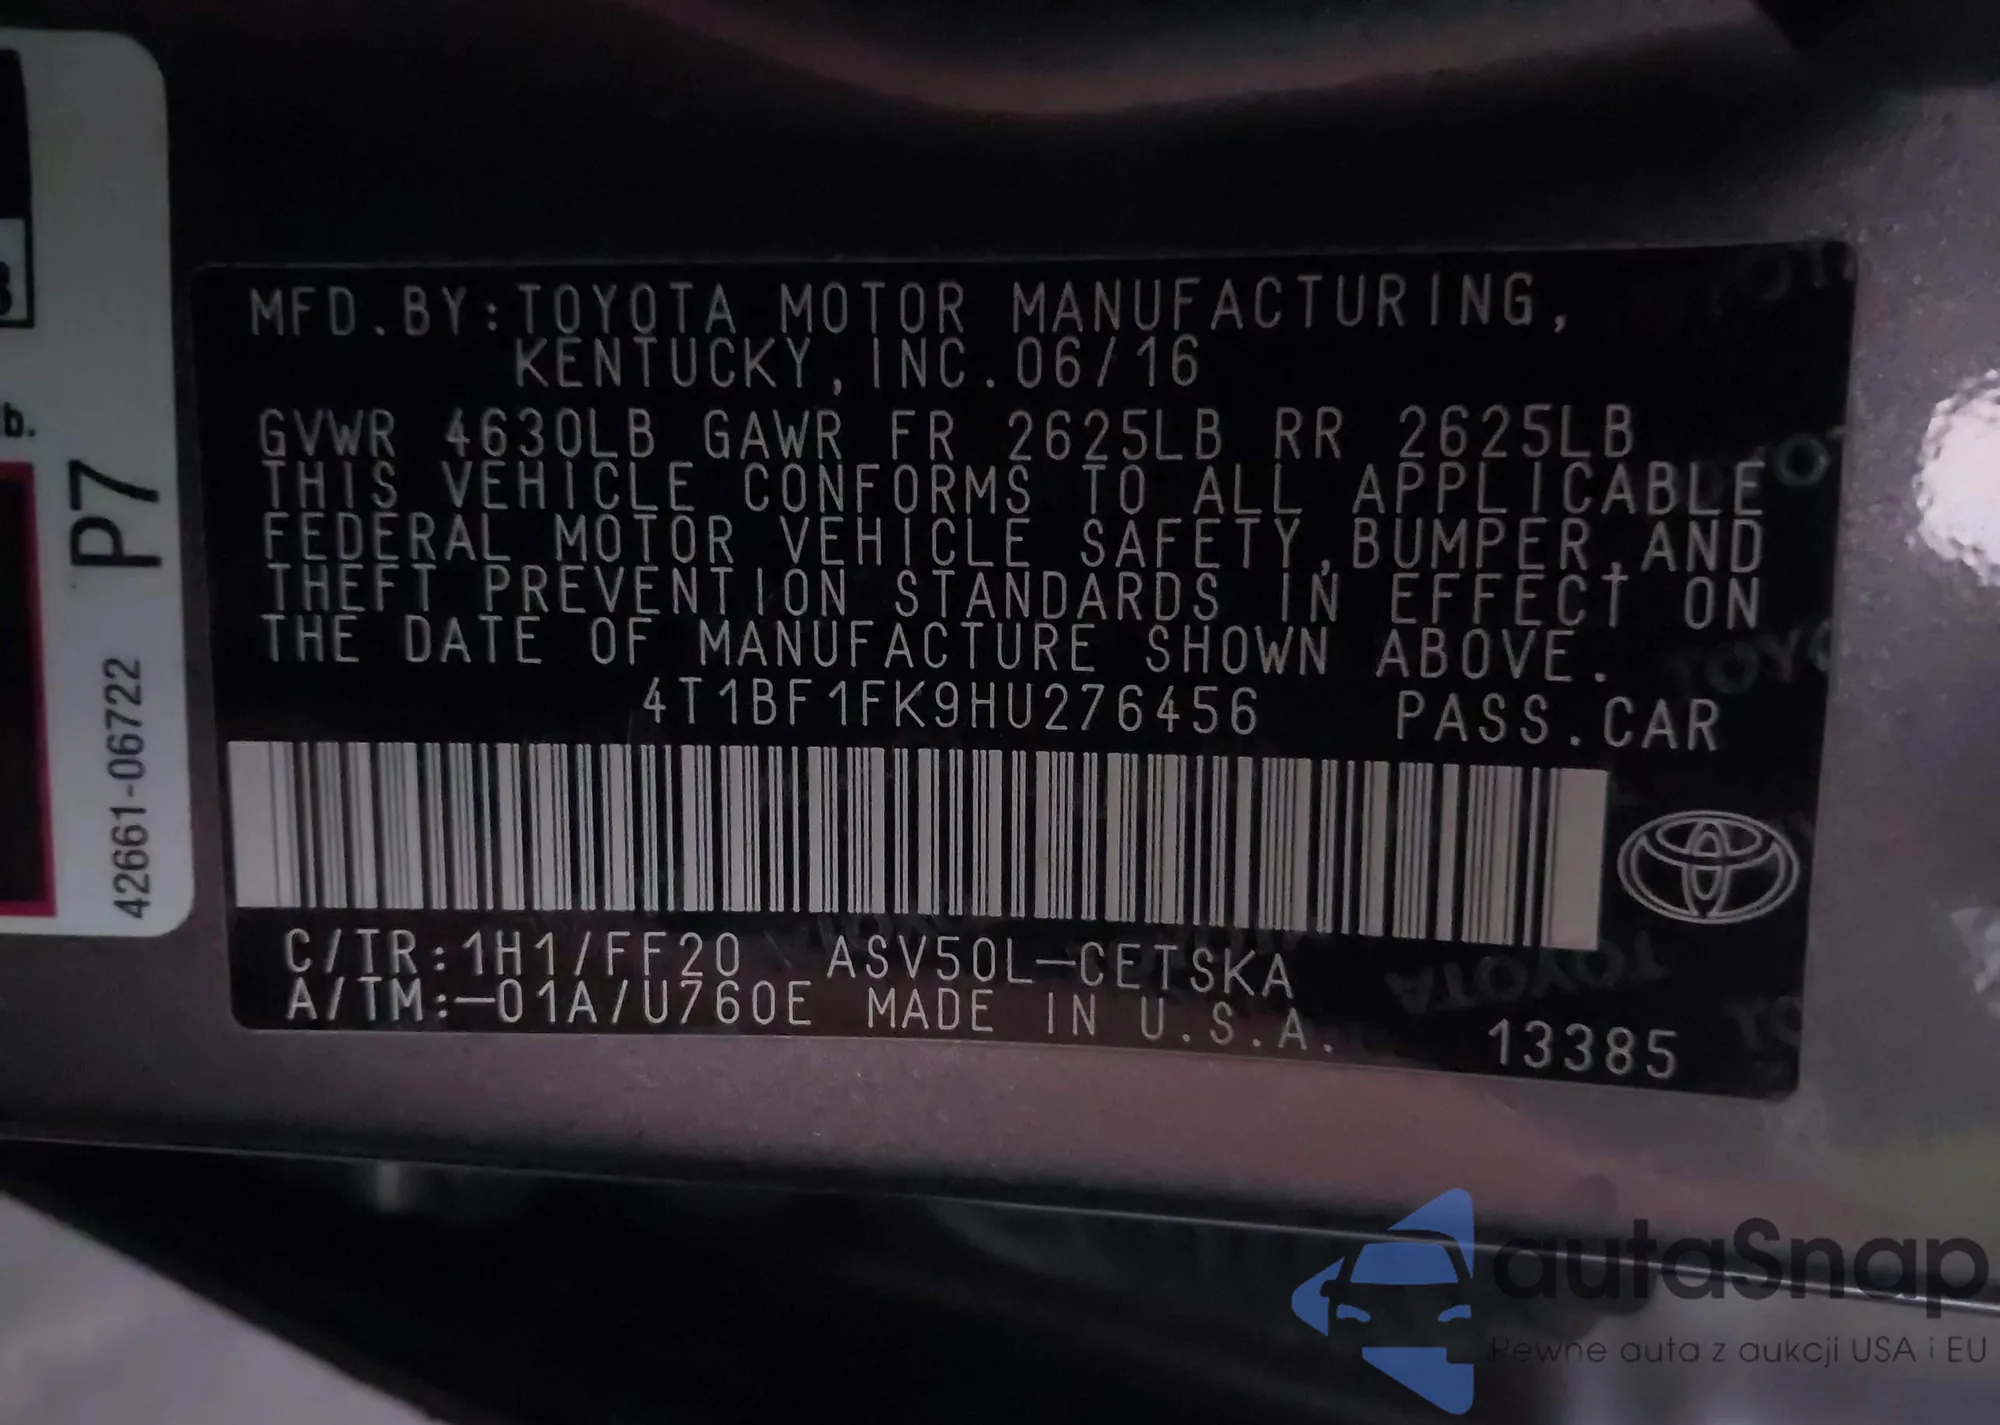 MFD.BY:TOYOTA MOTOR MANUFACTURING,
KENTUCKY,INC.06/16
GVWR 4630LB GAWR FR 2625LB RR 2625LB
THIS VEHICLE CONFORMS TO ALL APPLICABLE
FEDERAL MOTOR VEHICLE SAFETY,BUMPER,AND
THEFT PREVENTION STANDARDS IN EFFECT ON
THE DATE OF MANUFACTURE SHOWN ABOVE.
4T1BF1FK9HU276456 PASS.CAR
C/TR:1H1/FF20 ASV50L-CETSKA
A/TM:-01A/U760E MADE IN U.S.A. 13385
P7
42661-06722
autaSnap
Pewne auta z aukcji USA i EU